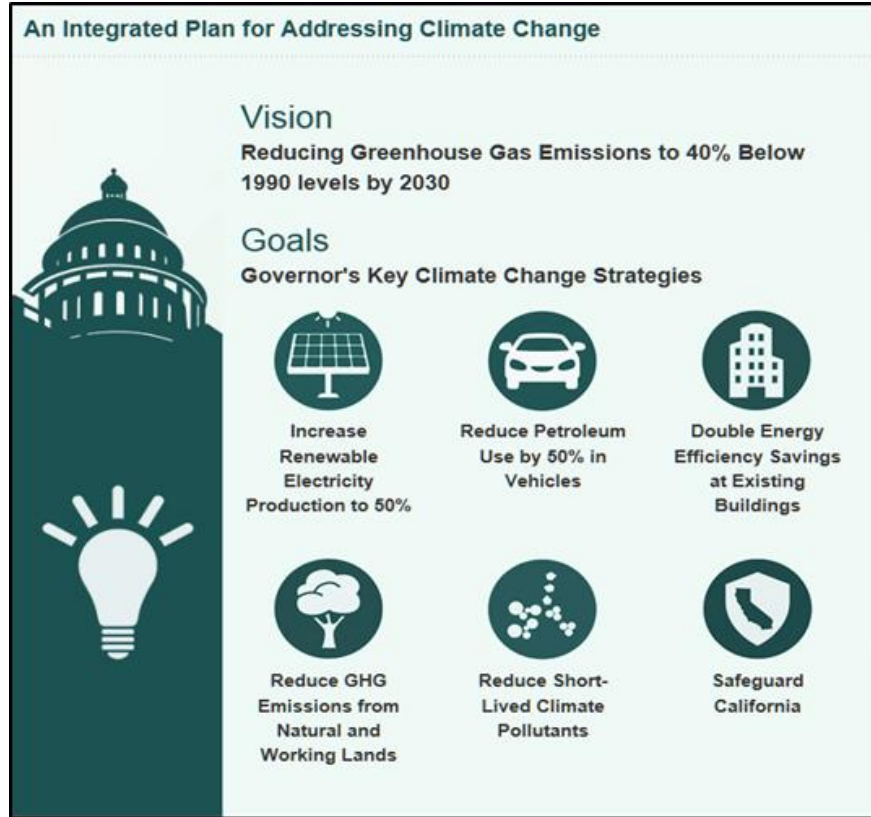 An Integrated Plan for Addressing Climate Change
Vision
Reducing Greenhouse Gas Emissions to 40% Below
1990 levels by 2030
Goals
Governor's Key Climate Change Strategies
Increase
Renewable
Electricity
Production to 50%
Reduce Petroleum
Use by 50% in
Vehicles
Double Energy
Efficiency Savings
at Existing
Buildings
Reduce GHG
Emissions from
Natural and
Working Lands
Reduce Short-
Lived Climate
Pollutants
Safeguard
California